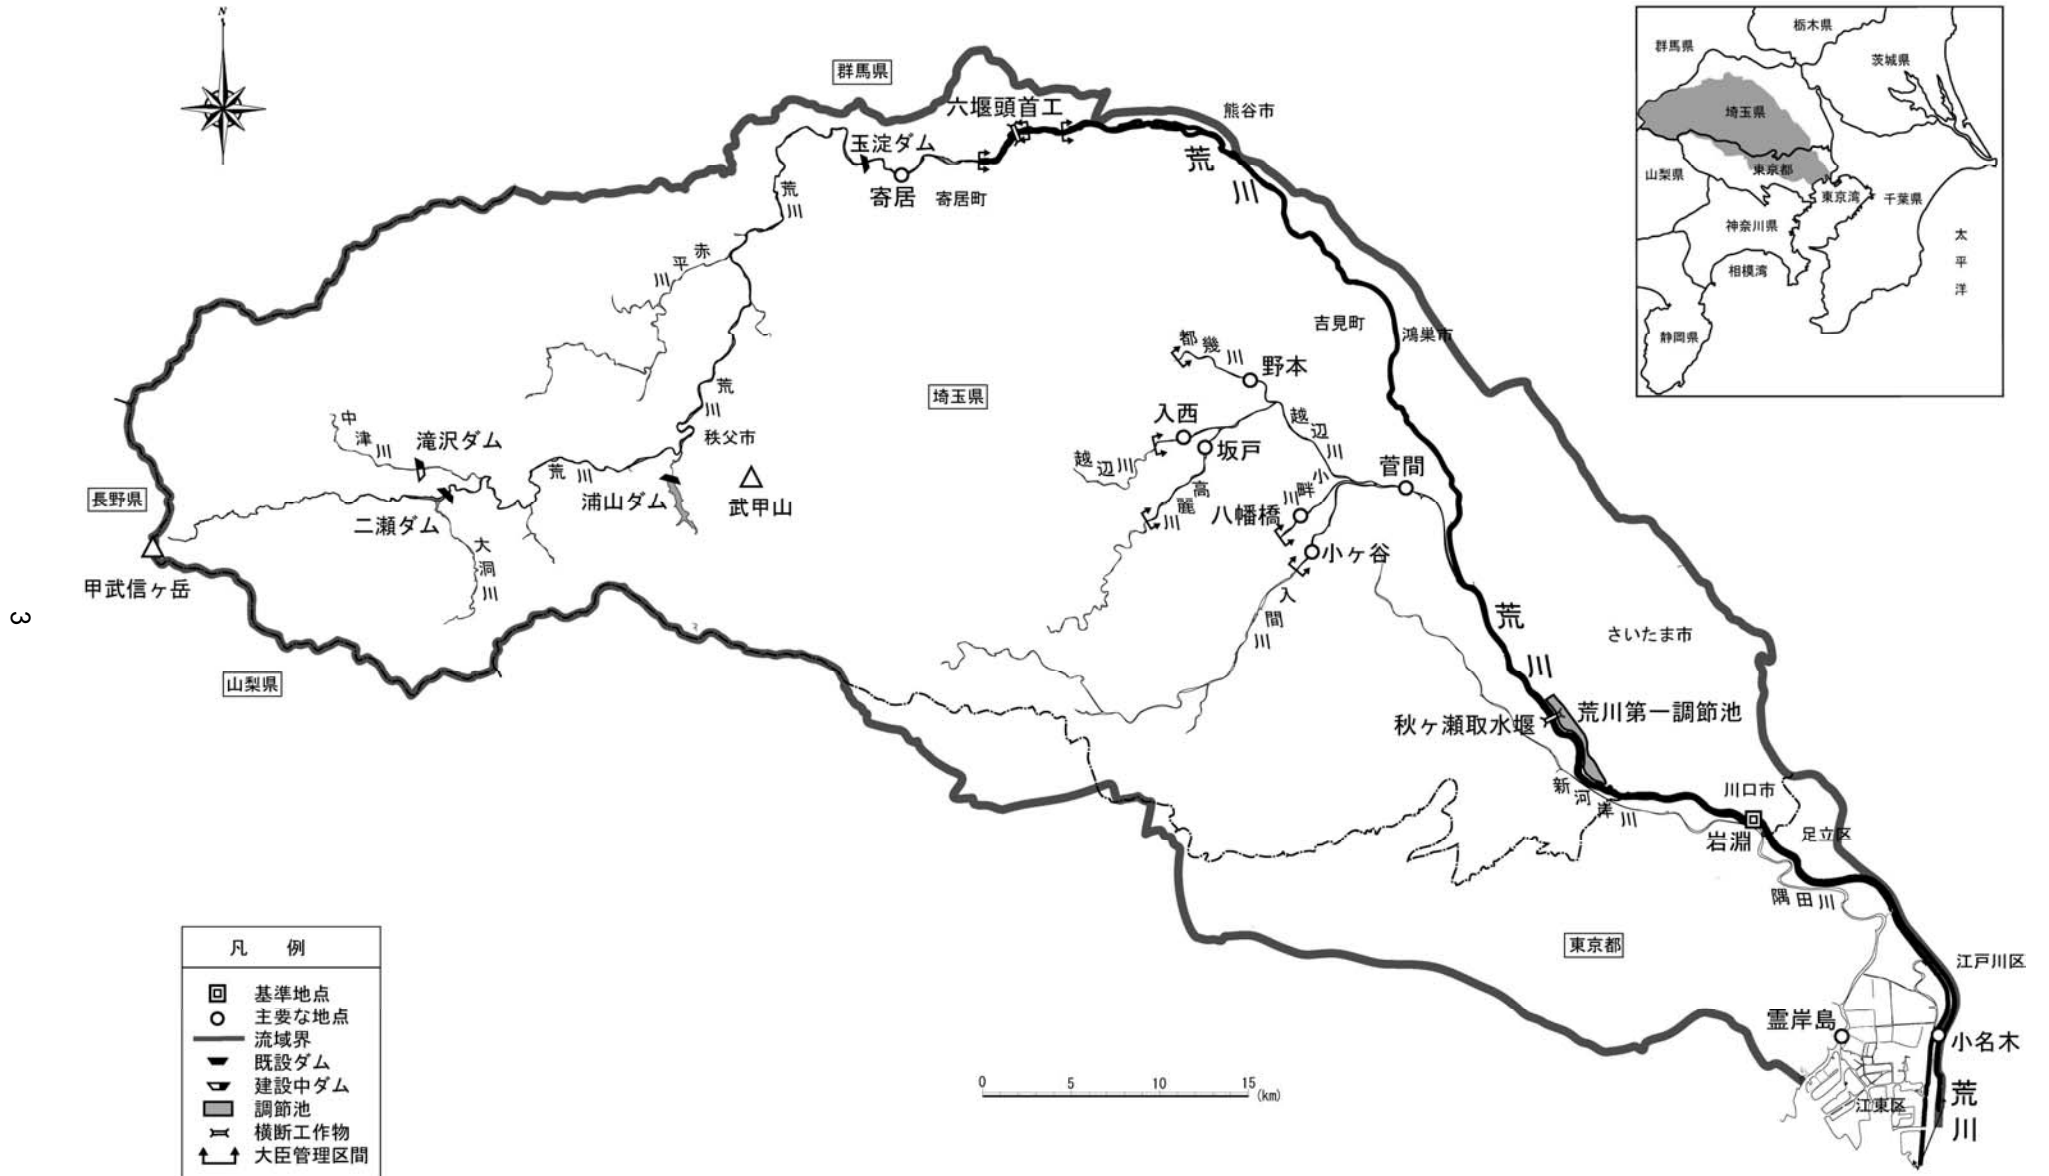 N
群馬県
六堰頭首工
熊谷市
玉淀ダム
荒川
寄居
寄居町
荒川
赤平川
吉見町
鴻巣市
都幾川
野本
埼玉県
入西
越辺川
荒川
秩父市
坂戸
中津川
滝沢ダム
越辺川
菅間
荒川
小畔川
長野県
浦山ダム
武甲山
高麗川
八幡橋
二瀬ダム
大洞川
小ヶ谷
甲武信ヶ岳
入間川
荒川
さいたま市
3
山梨県
秋ヶ瀬取水堰
荒川第一調節池
新河岸川
川口市
岩淵
足立区
隅田川
東京都
江戸川区
霊岸島
小名木
荒川
江東区
0 5 10 15 (km)
凡 例
基準地点
主要な地点
流域界
既設ダム
建設中ダム
調節池
横断工作物
大臣管理区間
栃木県
群馬県
茨城県
埼玉県
東京都
山梨県
東京湾
千葉県
神奈川県
太平洋
相模湾
静岡県